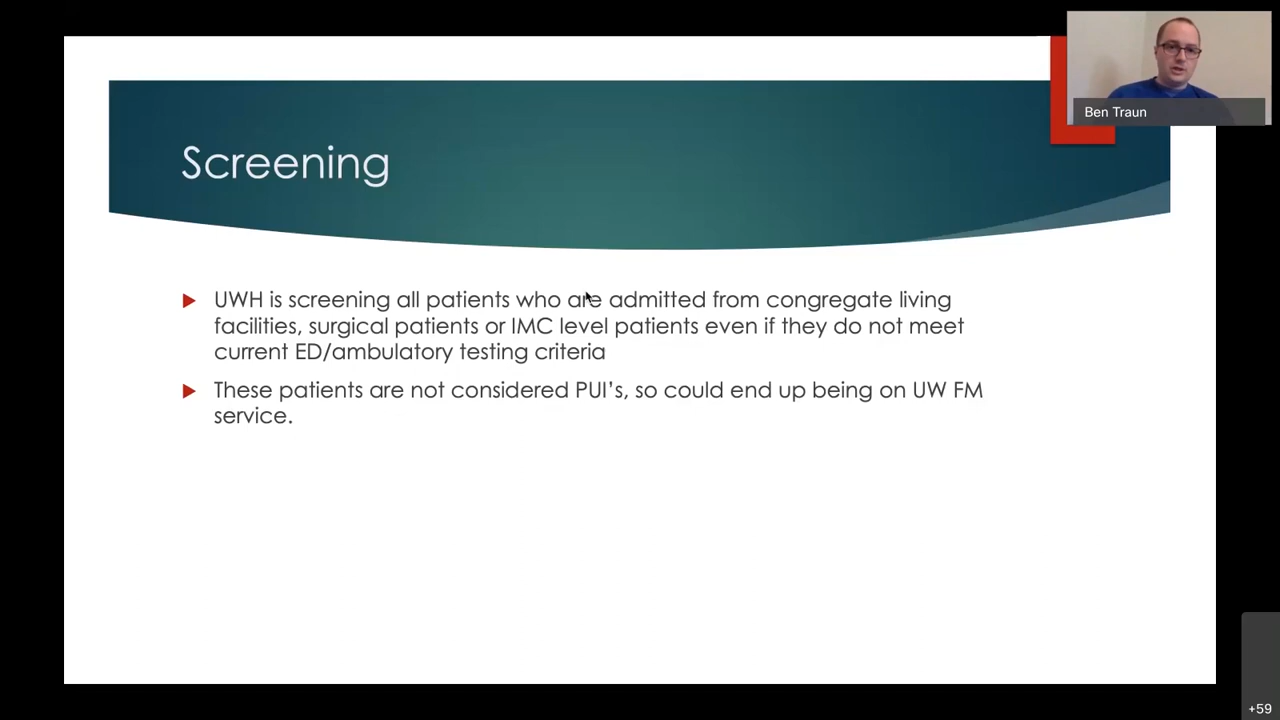 Ben Traun
Screening
UWH is screening all patients who are admitted from congregate living
facilities, surgical patients or IMC level patients even if they do not meet
current ED/ambulatory testing criteria
These patients are not considered PUI’s, so could end up being on UW FM
service.
+59